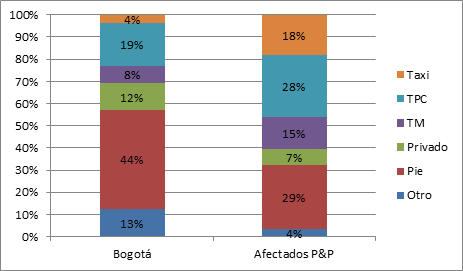 100%
90%
80%
70%
60%
50%
40%
30%
20%
10%
0%
4%
19%
8%
12%
44%
13%
18%
28%
15%
7%
29%
4%
Bogotá
Afectados P&P
Taxi
TPC
TM
Privado
Pie
Otro